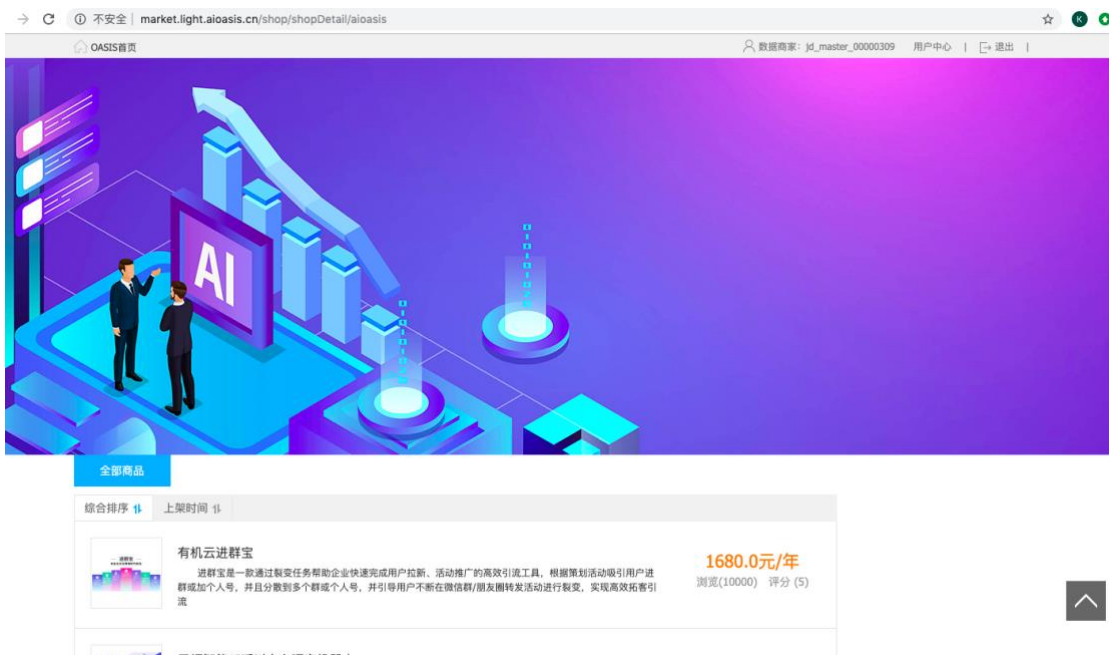 不安全 | market.light.aioasis.cn/shop/shopDetail/aioasis
K
OASIS首页
数据商家: jd_master_00000309 用户中心 | 退出 |
AI
全部商品
综合排序 上架时间
进群宝
有机云进群宝
进群宝是一款通过裂变任务帮助企业快速完成用户拉新、活动推广的高效引流工具,根据策划活动吸引用户进
群或加个人号,并且分散到多个群或个人号,并引导用户不断在微信群/朋友圈转发活动进行裂变,实现高效拓客引
流
1680.0元/年
浏览(10000) 评分 (5)